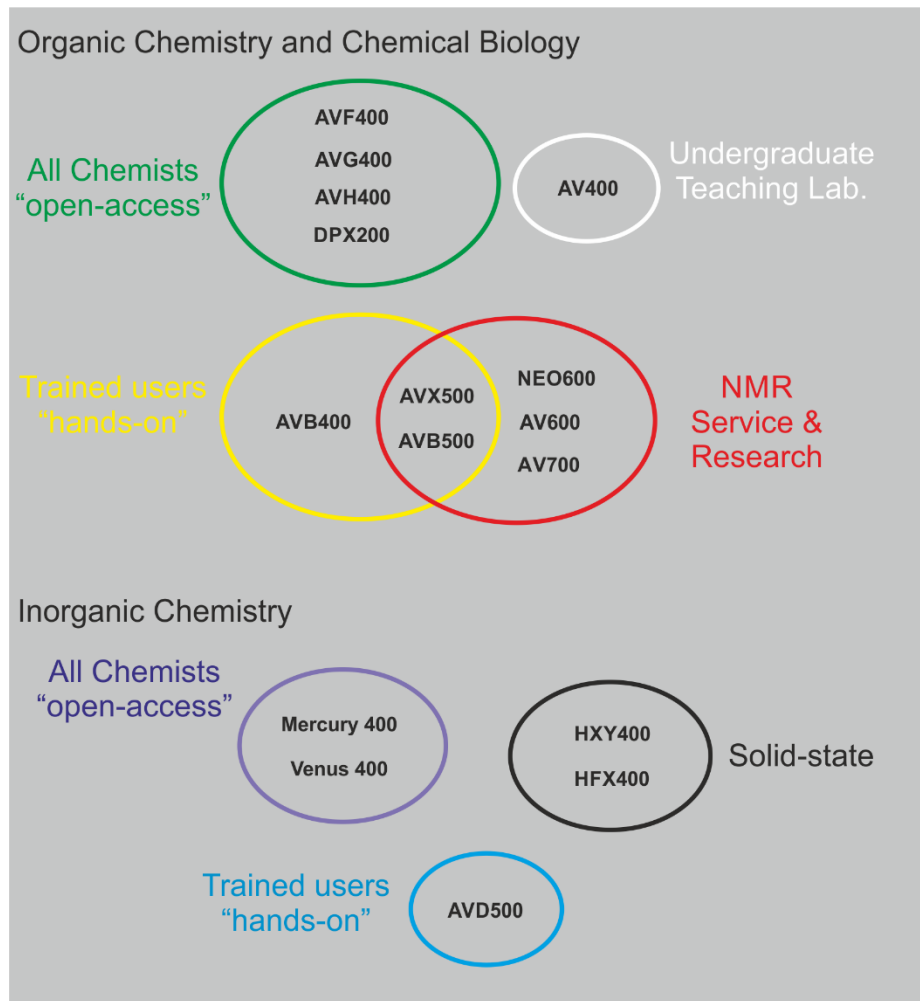 Organic Chemistry and Chemical Biology
All Chemists
“open-access”
AVF400
AVG400
AVH400
DPX200
AV400
Undergraduate
Teaching Lab.
Trained users
“hands-on”
AVB400
AVX500
AVB500
NEO600
AV600
AV700
NMR
Service &
Research
Inorganic Chemistry
All Chemists
“open-access”
Mercury 400
Venus 400
HXY400
HFX400
Solid-state
Trained users
“hands-on”
AVD500